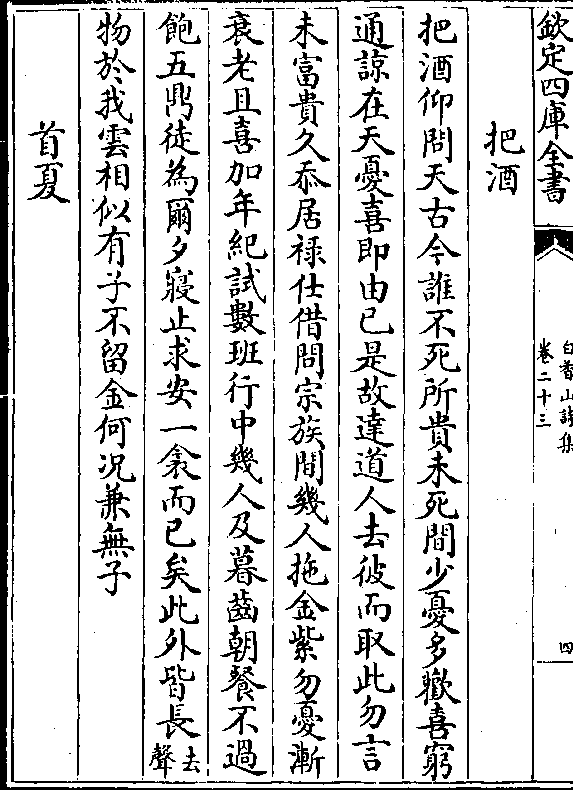 欽定四庫全書
白香山詩集
卷二十三
四
把酒
把酒仰問天古今誰不死所貴未死間少憂多歡喜窮
通諒在天憂喜即由已是故達道人去彼而取此勿言
未富貴久忝居禄仕借問宗族間幾人拖金紫勿憂漸
衰老且喜加年紀試數班行中幾人及暮齒朝餐不過
飽五鼎徒為爾夕寢止求安一衾而已矣此外皆長去聲
物於我雲相似有子不留金何况兼無子
首夏